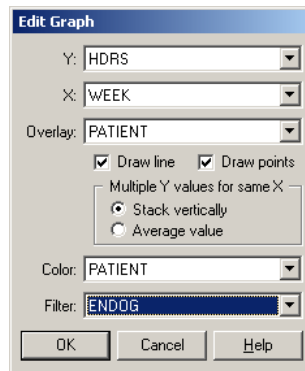 Edit Graph
Y: HDRS
X: WEEK
Overlay: PATIENT
Draw line Draw points
Multiple Y values for same X
Stack vertically
Average value
Color: PATIENT
Filter: ENDOG
OK Cancel Help